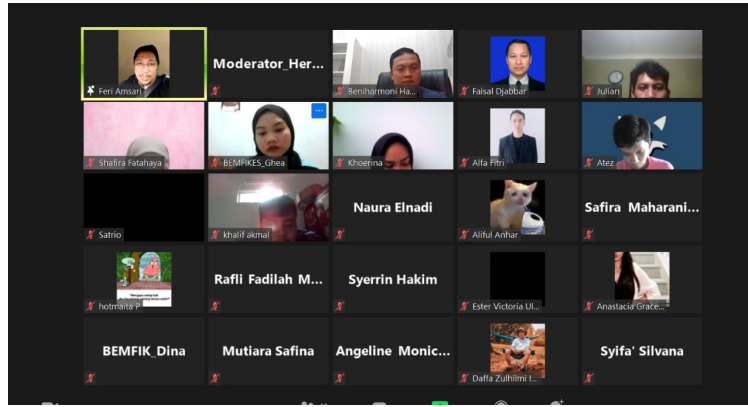 Feri Amsari
Moderator_Her...
Beniharmoni Ha...
Faisal Djabbar
Julian
Shafira Fatahaya
BEMFIKES_Ghea
Khoerina
Alfa Fitri
Atez
Satrio
khalif akmal
Naura Elnadi
Aliful Anhar
Safira Maharani...
hotmaita P
Rafli Fadilah M...
Syerrin Hakim
Ester Victoria Ul...
Anastacia Grace...
BEMFIK_Dina
Mutiara Safina
Angeline Monic...
Daffa Zulhilmi I...
Syifa' Silvana